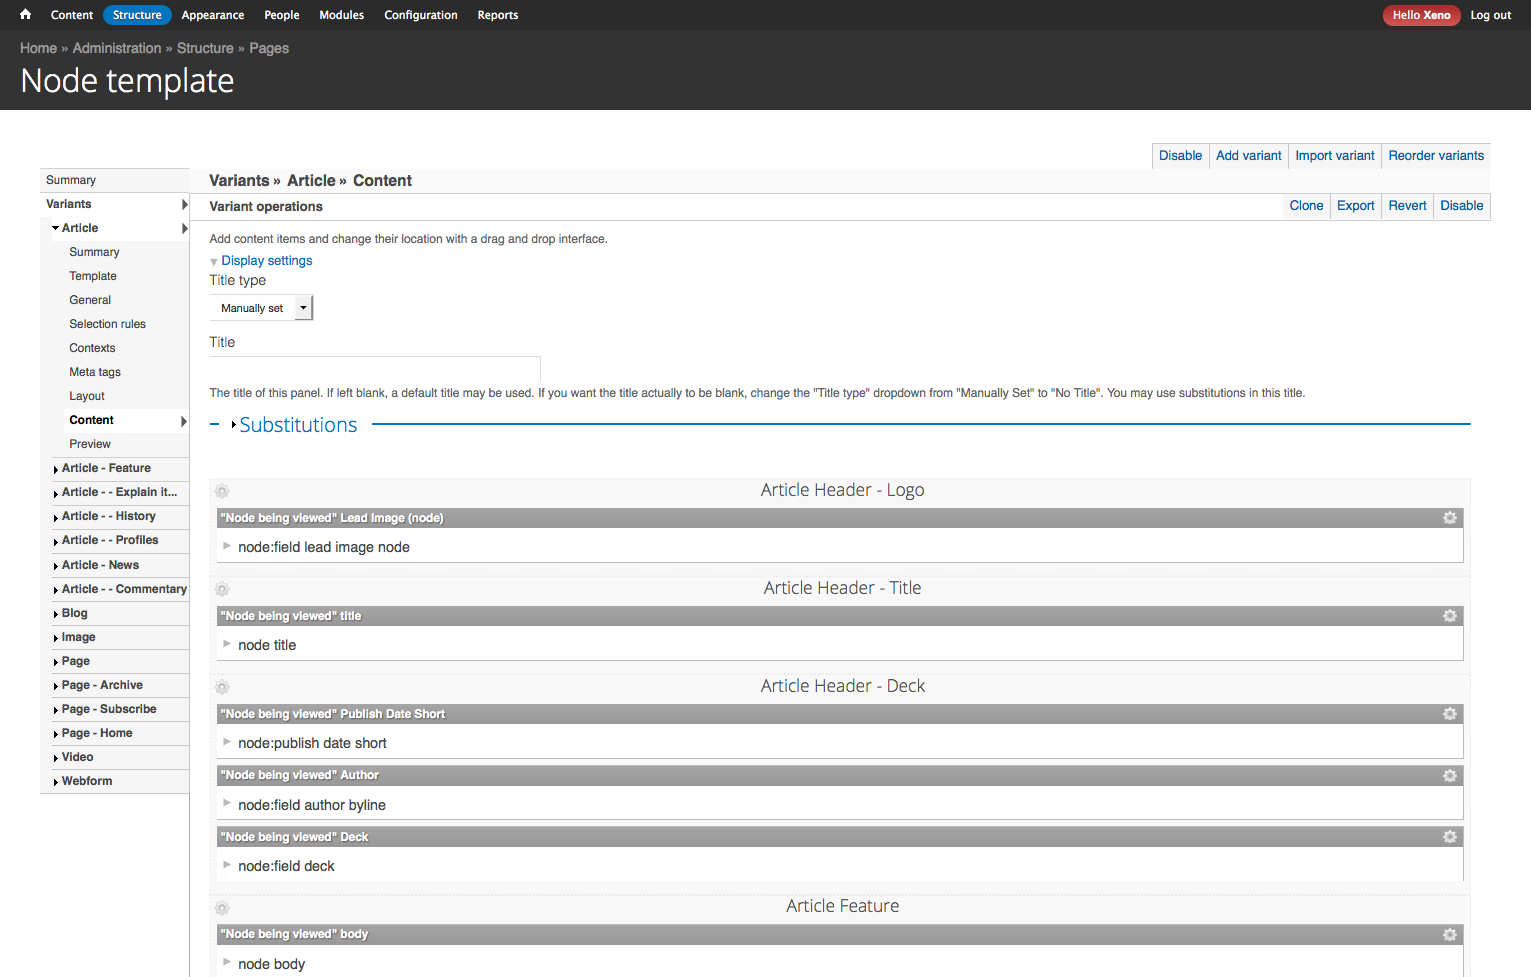 Content Structure Appearance People Modules Configuration Reports Hello Xeno Log out
Home » Administration » Structure » Pages
Node template
Disable Add variant Import variant Reorder variants
Summary
Variants
Article
Summary
Template
General
Selection rules
Contexts
Meta tags
Layout
Content
Preview
Article - Feature
Article - - Explain it...
Article - - History
Article - - Profiles
Article - News
Article - - Commentary
Blog
Image
Page
Page - Archive
Page - Subscribe
Page - Home
Video
Webform
Variants » Article » Content
Variant operations
Clone Export Revert Disable
Add content items and change their location with a drag and drop interface.
Display settings
Title type
Manually set
Title
The title of this panel. If left blank, a default title may be used. If you want the title actually to be blank, change the "Title type" dropdown from "Manually Set" to "No Title". You may use substitutions in this title.
Substitutions
Article Header - Logo
"Node being viewed" Lead Image (node)
node:field lead image node
Article Header - Title
"Node being viewed" title
node title
Article Header - Deck
"Node being viewed" Publish Date Short
node:publish date short
"Node being viewed" Author
node:field author byline
"Node being viewed" Deck
node:field deck
Article Feature
"Node being viewed" body
node body